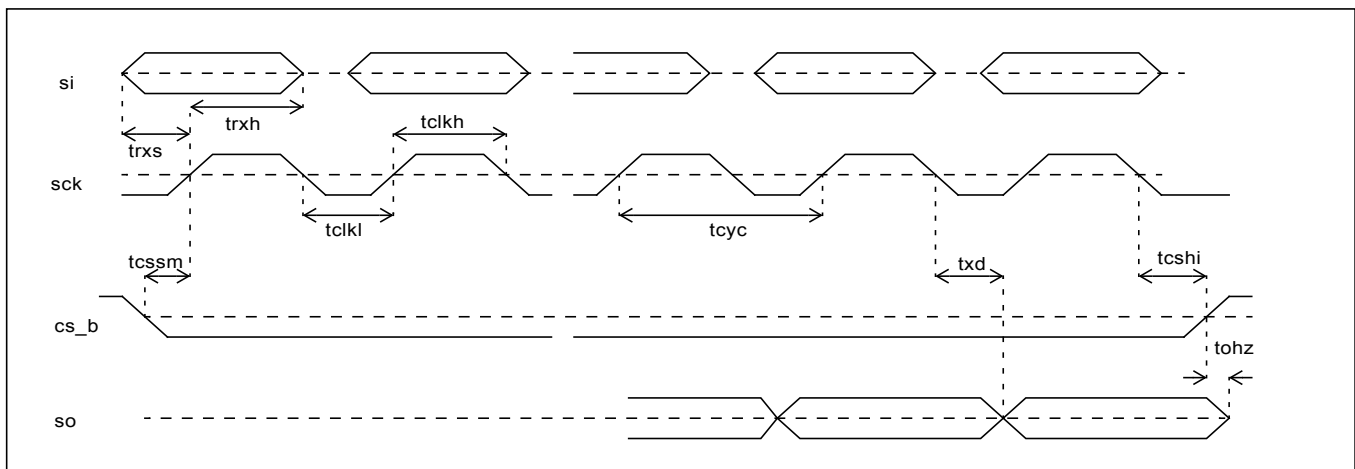 si
trxh
tclkh
trxs
sck
tclkl
tcyc
tcssm
txd
tcshi
cs_b
tohz
so